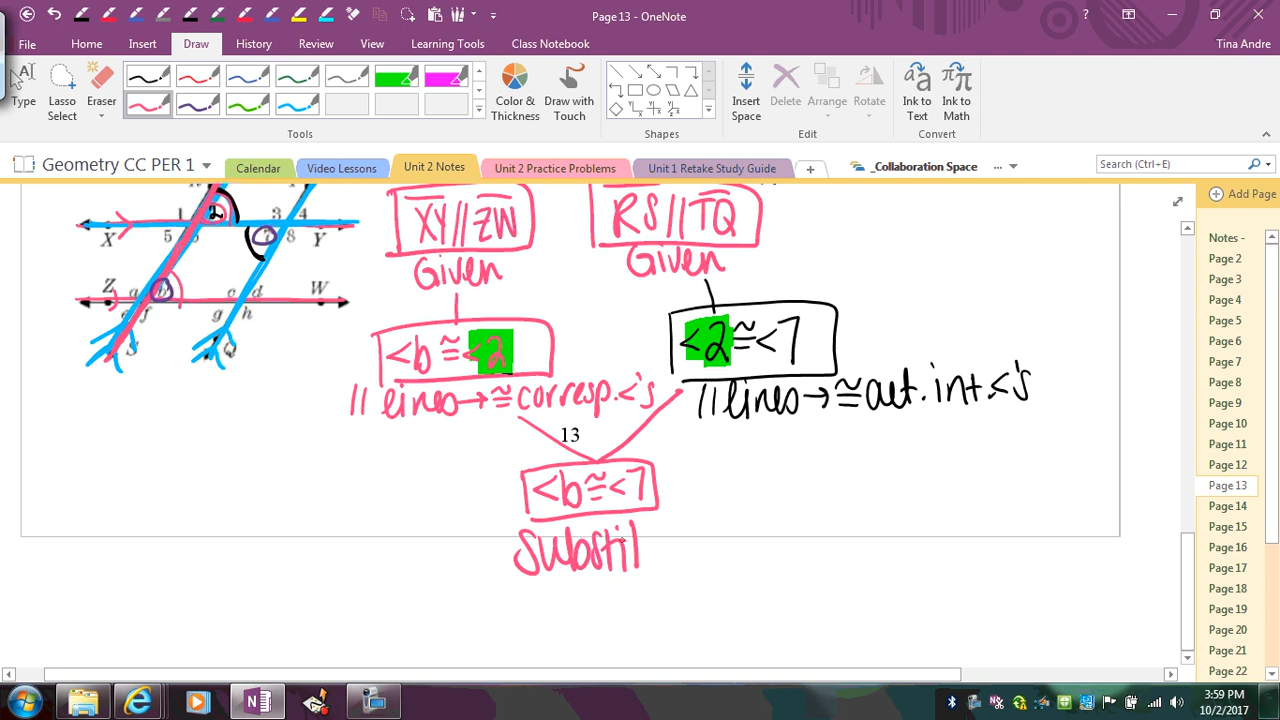 Page 13 - OneNote
Tina Andre
File Home Insert Draw History Review View Learning Tools Class Notebook
Type
Lasso Select
Eraser
Color & Thickness
Draw with Touch
Insert Space
Delete
Arrange
Rotate
Ink to Text
Ink to Math
Tools
Shapes
Edit
Convert
Geometry CC PER 1
Calendar
Video Lessons
Unit 2 Notes
Unit 2 Practice Problems
Unit 1 Retake Study Guide
_Collaboration Space
Search (Ctrl+E)
Add Page
Notes -
Page 2
Page 3
Page 4
Page 5
Page 6
Page 7
Page 8
Page 9
Page 10
Page 11
Page 12
Page 13
Page 14
Page 15
Page 16
Page 17
Page 18
Page 19
Page 20
Page 21
Page 22
1 2 3 4
X 5 6 7 8 Y
Z a b c d W
e f g h
S Q
XY // ZW
Given
RS // TQ
Given
<b ≅ <2
// lines → ≅ corresp. <'s
<2 ≅ <7
// lines → ≅ alt. int. <'s
13
<b ≅ <7
substil
3:59 PM
10/2/2017